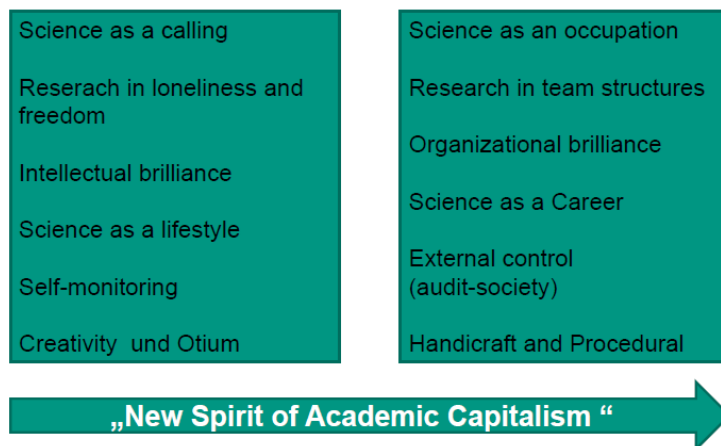 Science as a calling
Reserach in loneliness and
freedom
Intellectual brilliance
Science as a lifestyle
Self-monitoring
Creativity und Otium
Science as an occupation
Research in team structures
Organizational brilliance
Science as a Career
External control
(audit-society)
Handicraft and Procedural
„New Spirit of Academic Capitalism “